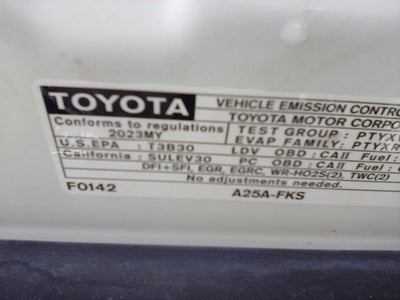 TOYOTA VEHICLE EMISSION CONTRO
TOYOTA MOTOR CORPO
Conforms to regulations TEST GROUP : PTYX
2023MY EVAP FAMILY: PTYXR
U.S.EPA : T3B30 LDV OBD : CAII Fuel :
California : SULEV30 PC OBD : CAII Fuel :
DFI+SFI, EGR, EGRC, WR-HO2S(2), TWC(2)
No adjustments needed.
F0142 A25A-FKS